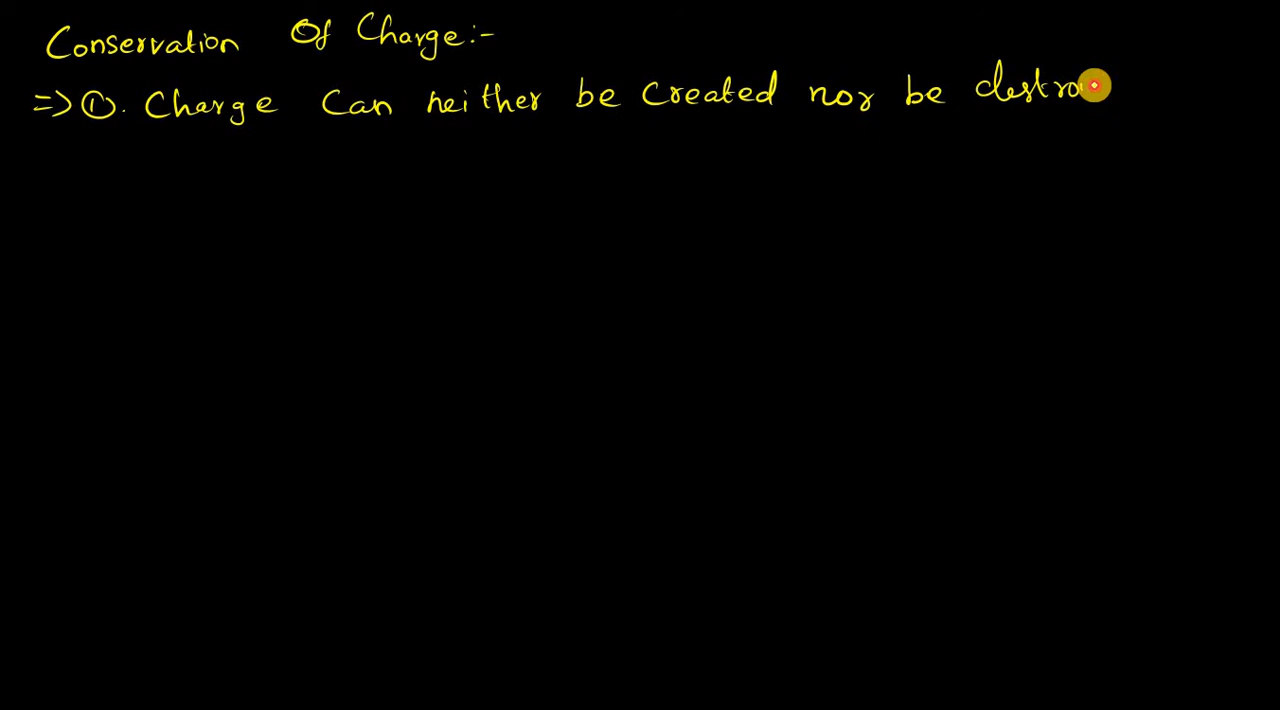 Conservation Of Charge:-
=> ①. Charge Can neither be Created nor be destro